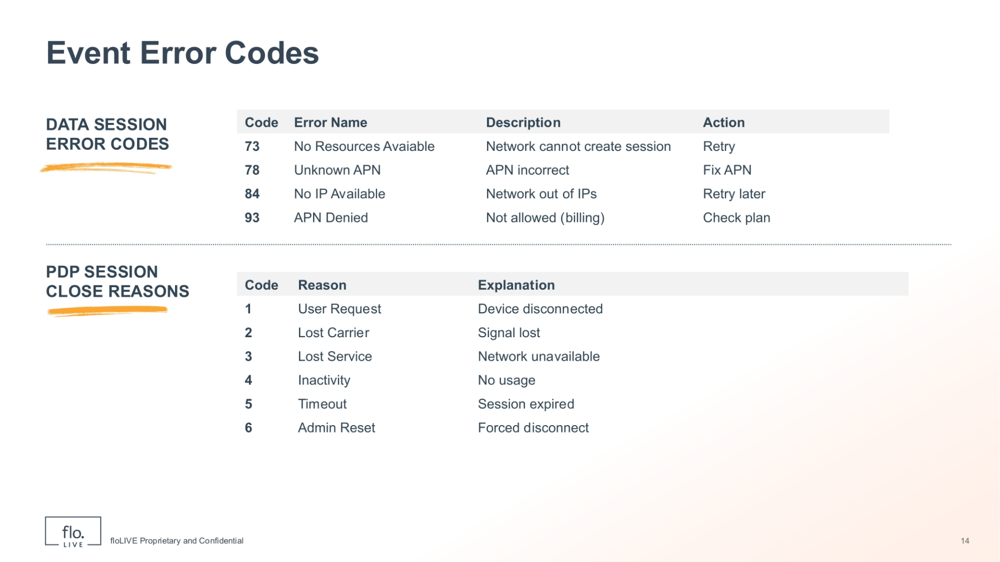 Event Error Codes
DATA SESSION
ERROR CODES
Code Error Name Description Action
73 No Resources Avaiable Network cannot create session Retry
78 Unknown APN APN incorrect Fix APN
84 No IP Available Network out of IPs Retry later
93 APN Denied Not allowed (billing) Check plan
PDP SESSION
CLOSE REASONS
Code Reason Explanation
1 User Request Device disconnected
2 Lost Carrier Signal lost
3 Lost Service Network unavailable
4 Inactivity No usage
5 Timeout Session expired
6 Admin Reset Forced disconnect
flo.
LIVE
floLIVE Proprietary and Confidential
14